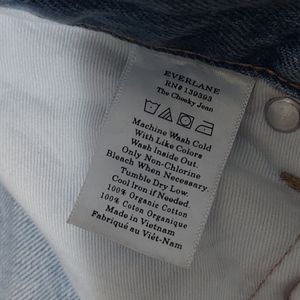 EVERLANE
RN# 139393
The Cheeky Jean
Machine Wash Cold
With Like Colors
Wash Inside Out.
Only Non-Chlorine
Bleach When Necessary.
Tumble Dry Low.
Cool Iron if Needed.
100% Organic Cotton
100% Coton Organique
Made in Vietnam
Fabriqué au Viêt-Nam